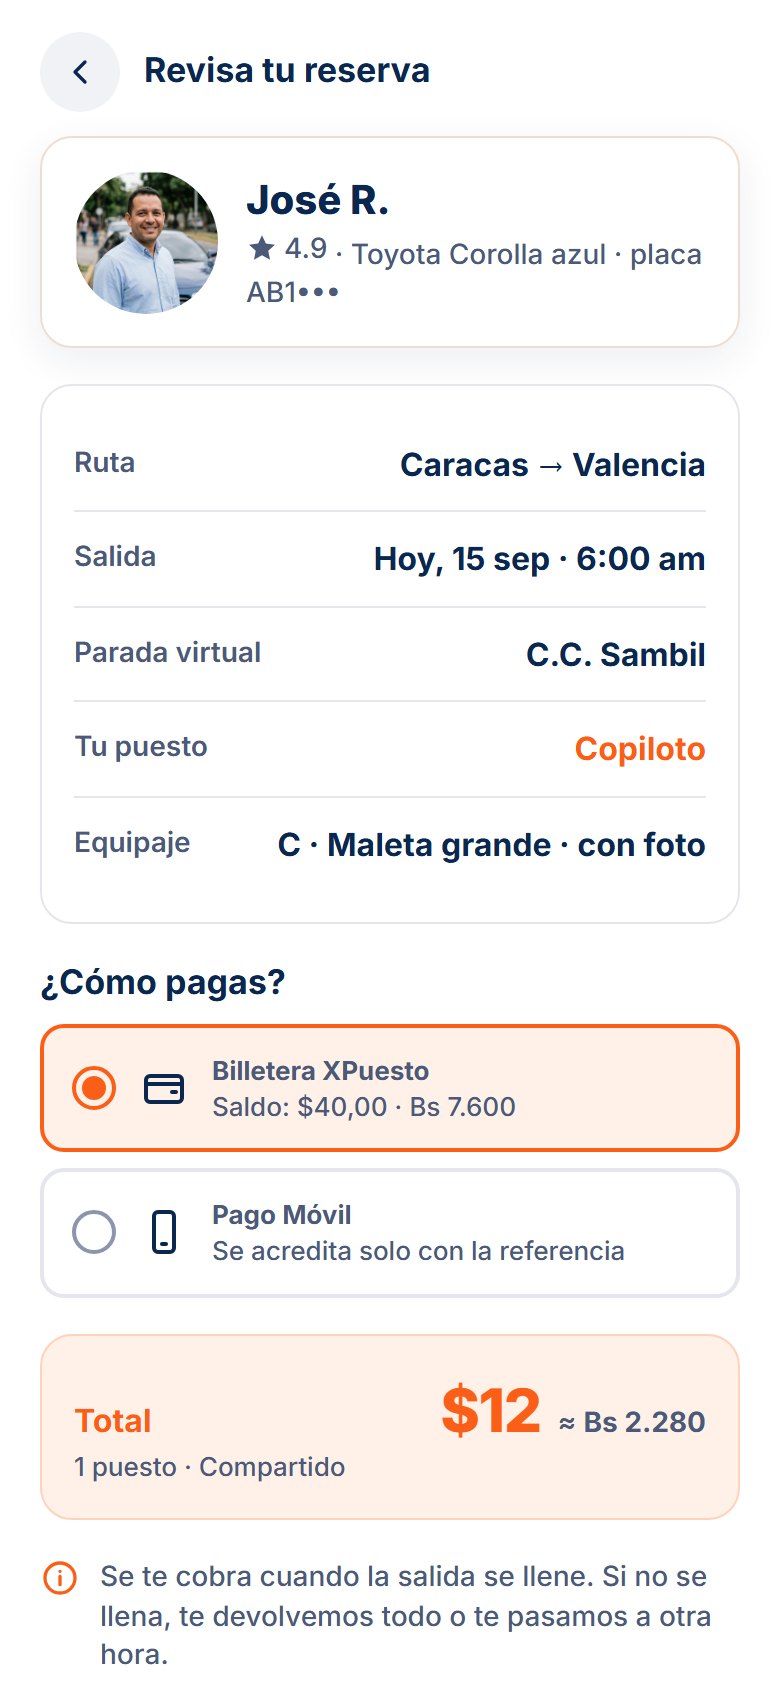 Revisa tu reserva
José R.
★ 4.9 · Toyota Corolla azul · placa
AB1•••
Ruta Caracas → Valencia
Salida Hoy, 15 sep · 6:00 am
Parada virtual C.C. Sambil
Tu puesto Copiloto
Equipaje C · Maleta grande · con foto
¿Cómo pagas?
Billetera XPuesto
Saldo: $40,00 · Bs 7.600
Pago Móvil
Se acredita solo con la referencia
Total $12 ≈ Bs 2.280
1 puesto · Compartido
Se te cobra cuando la salida se llene. Si no se
llena, te devolvemos todo o te pasamos a otra
hora.